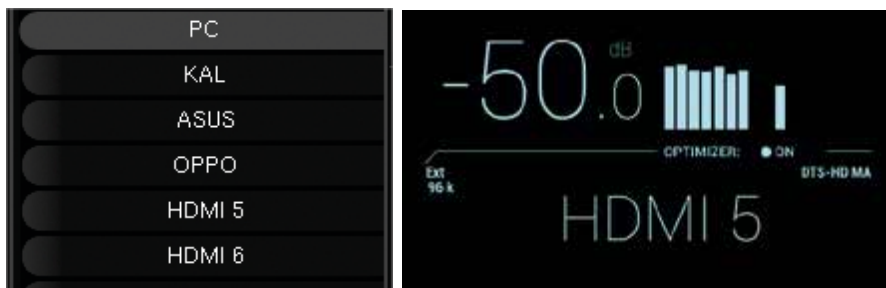 PC
KAL
ASUS
OPPO
HDMI 5
HDMI 6
-50.0 dB
OPTIMIZER: ON
Ext
96 k
DTS-HD MA
HDMI 5